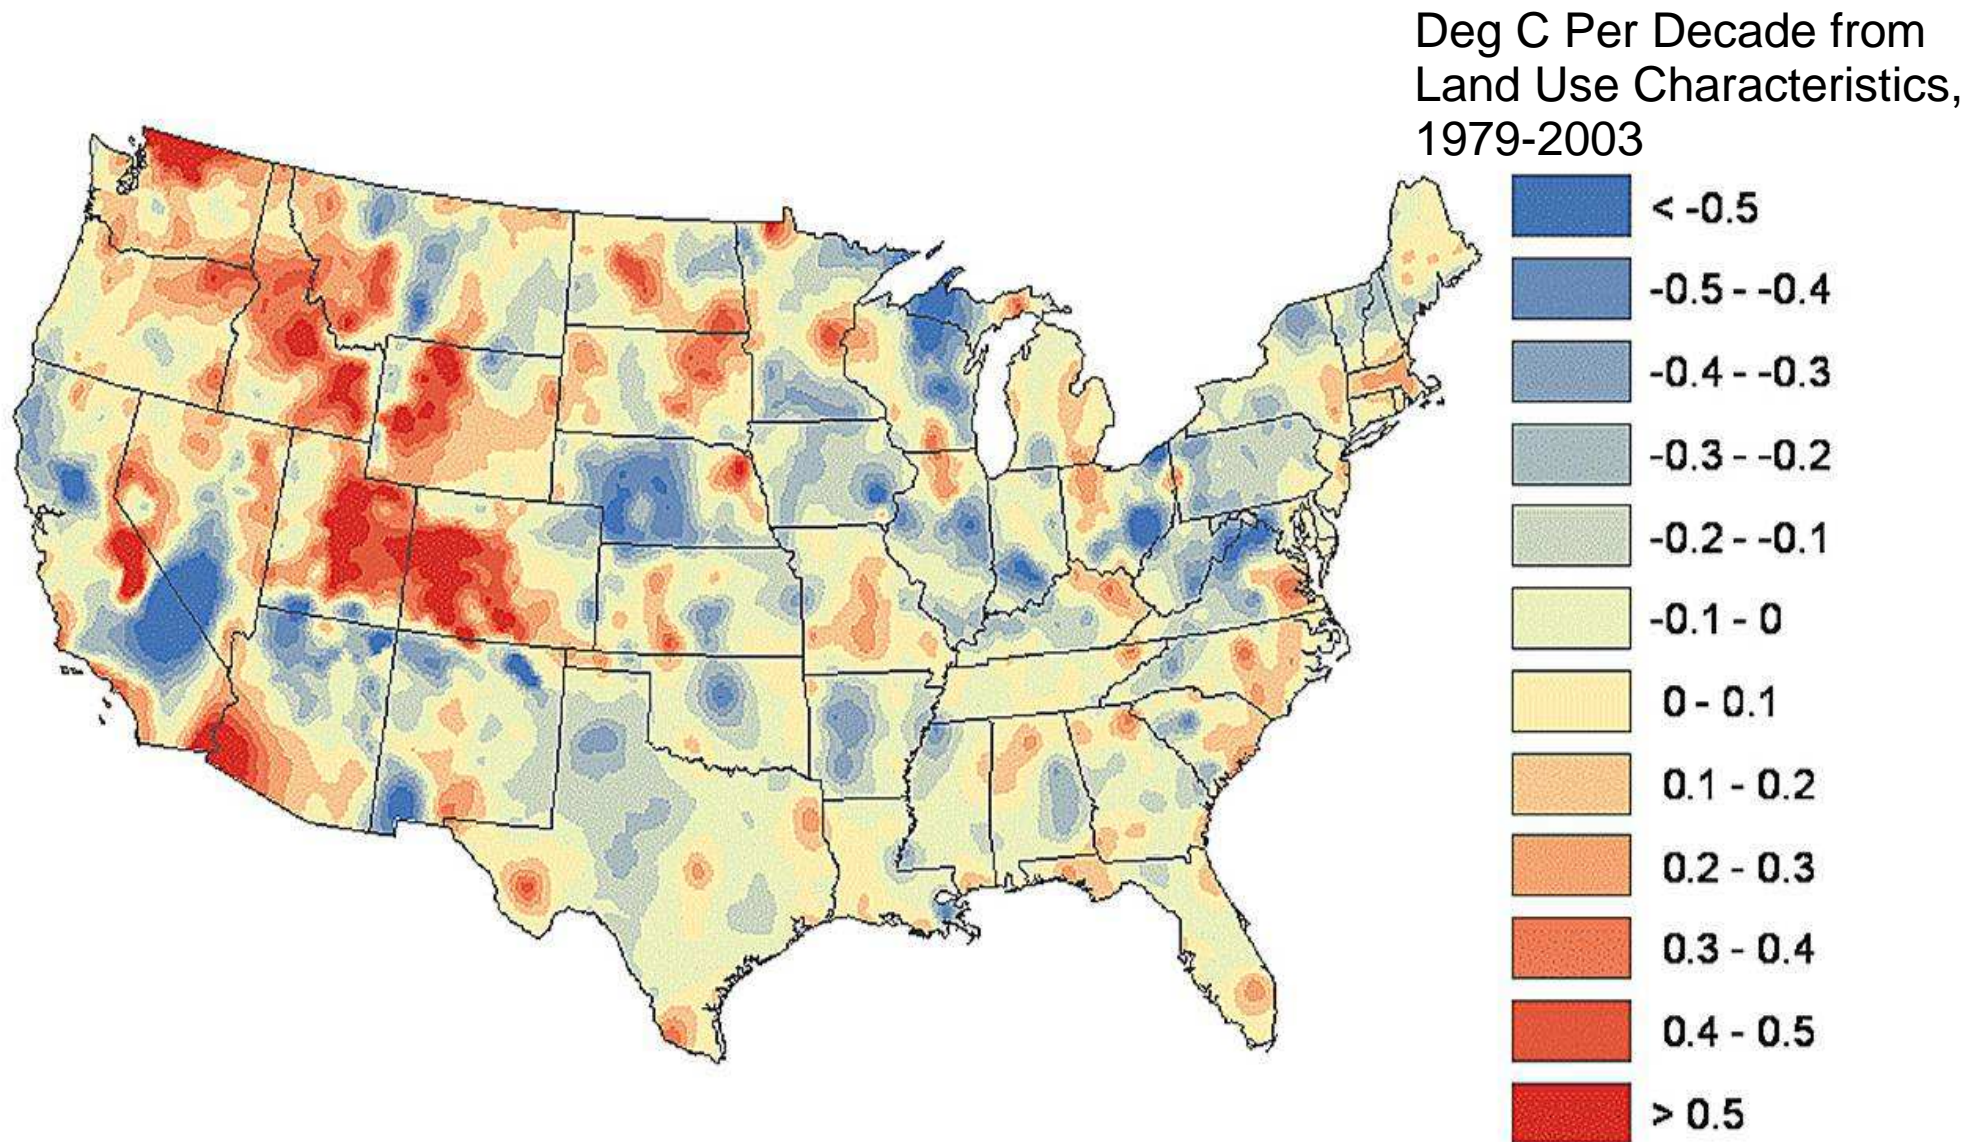 Deg C Per Decade from
Land Use Characteristics,
1979-2003
< -0.5
-0.5 - -0.4
-0.4 - -0.3
-0.3 - -0.2
-0.2 - -0.1
-0.1 - 0
0 - 0.1
0.1 - 0.2
0.2 - 0.3
0.3 - 0.4
0.4 - 0.5
> 0.5